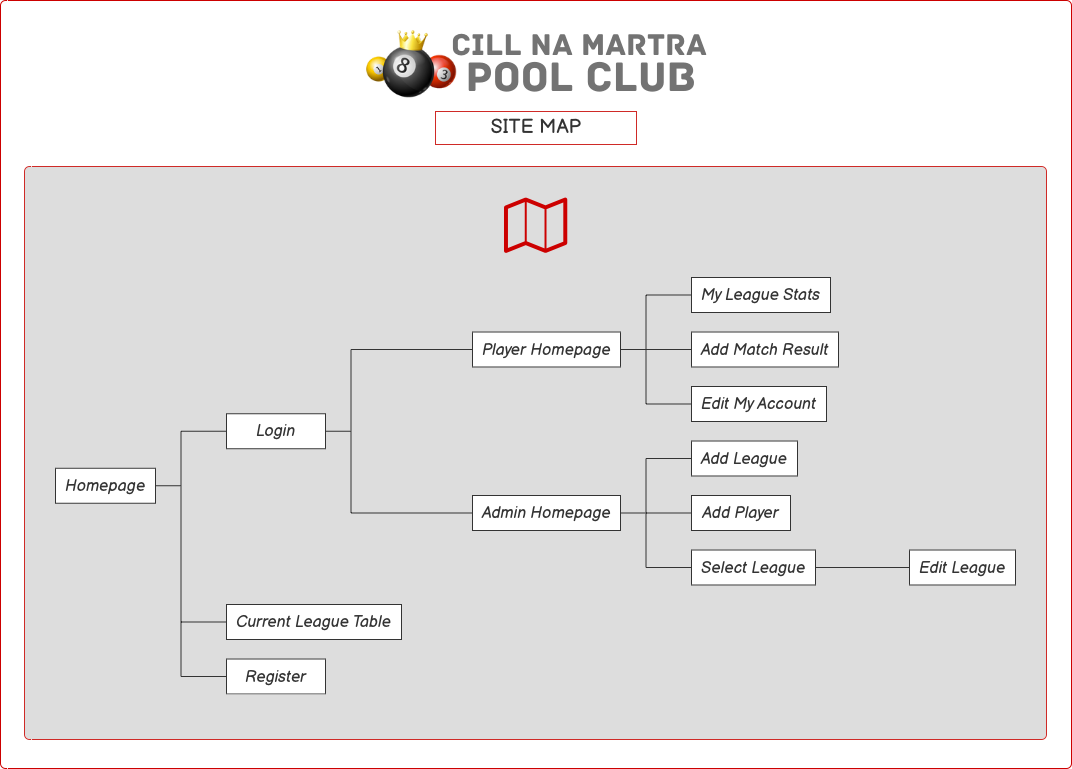 CILL NA MARTRA
POOL CLUB
1
8
3
SITE MAP
My League Stats
Player Homepage
Add Match Result
Edit My Account
Login
Add League
Homepage
Admin Homepage
Add Player
Select League
Edit League
Current League Table
Register